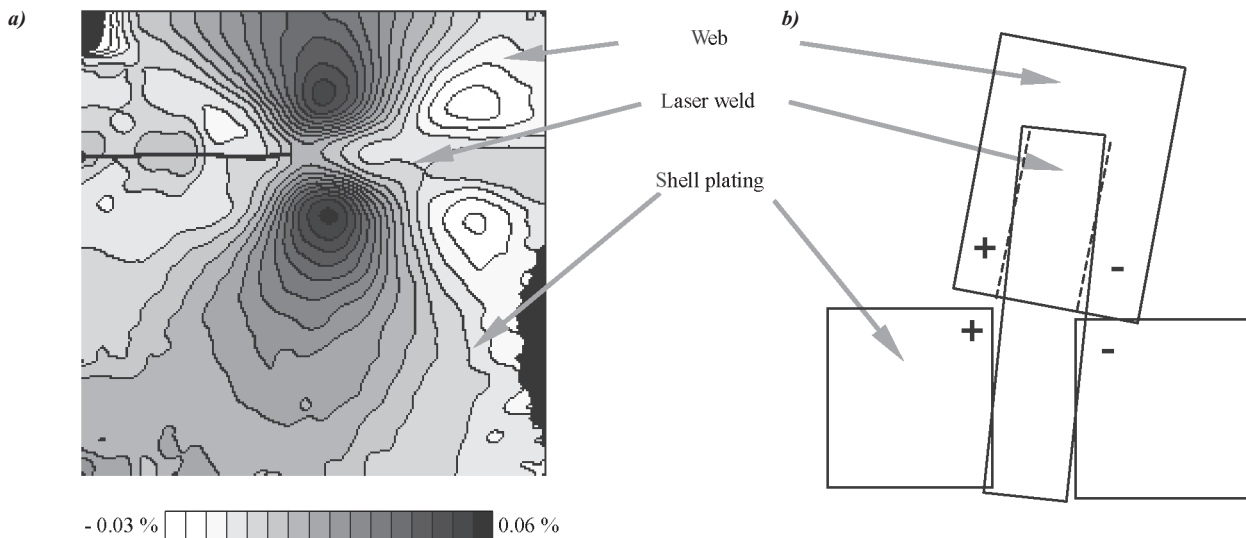 a)
b)
Web
Laser weld
Shell plating
+
-
+
-
- 0.03 %
0.06 %